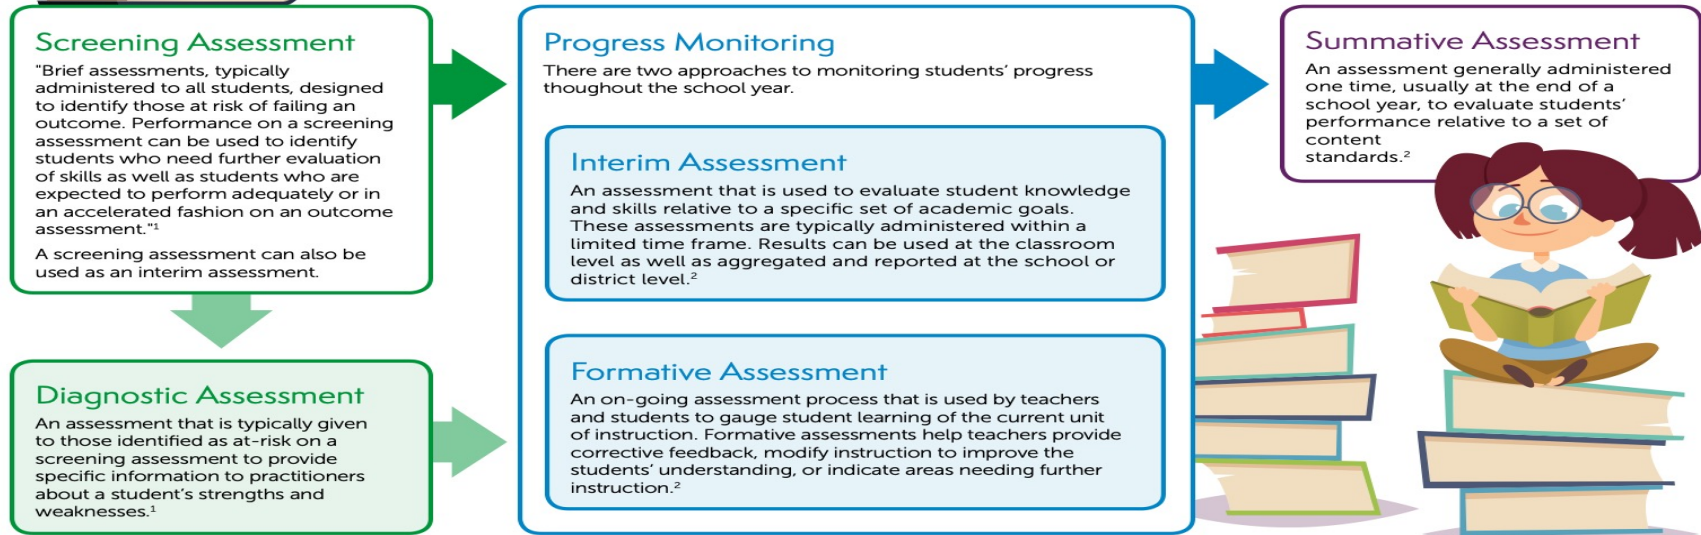 Screening Assessment
"Brief assessments, typically
administered to all students, designed
to identify those at risk of failing an
outcome. Performance on a screening
assessment can be used to identify
students who need further evaluation
of skills as well as students who are
expected to perform adequately or in
an accelerated fashion on an outcome
assessment."¹
A screening assessment can also be
used as an interim assessment.
Diagnostic Assessment
An assessment that is typically given
to those identified as at-risk on a
screening assessment to provide
specific information to practitioners
about a student's strengths and
weaknesses.¹
Progress Monitoring
There are two approaches to monitoring students' progress
thoughout the school year.
Interim Assessment
An assessment that is used to evaluate student knowledge
and skills relative to a specific set of academic goals.
These assessments are typically administered within a
limited time frame. Results can be used at the classroom
level as well as aggregated and reported at the school or
district level.²
Formative Assessment
An on-going assessment process that is used by teachers
and students to gauge student learning of the current unit
of instruction. Formative assessments help teachers provide
corrective feedback, modify instruction to improve the
students' understanding, or indicate areas needing further
instruction.²
Summative Assessment
An assessment generally administered
one time, usually at the end of a
school year, to evaluate students'
performance relative to a set of
content
standards.²